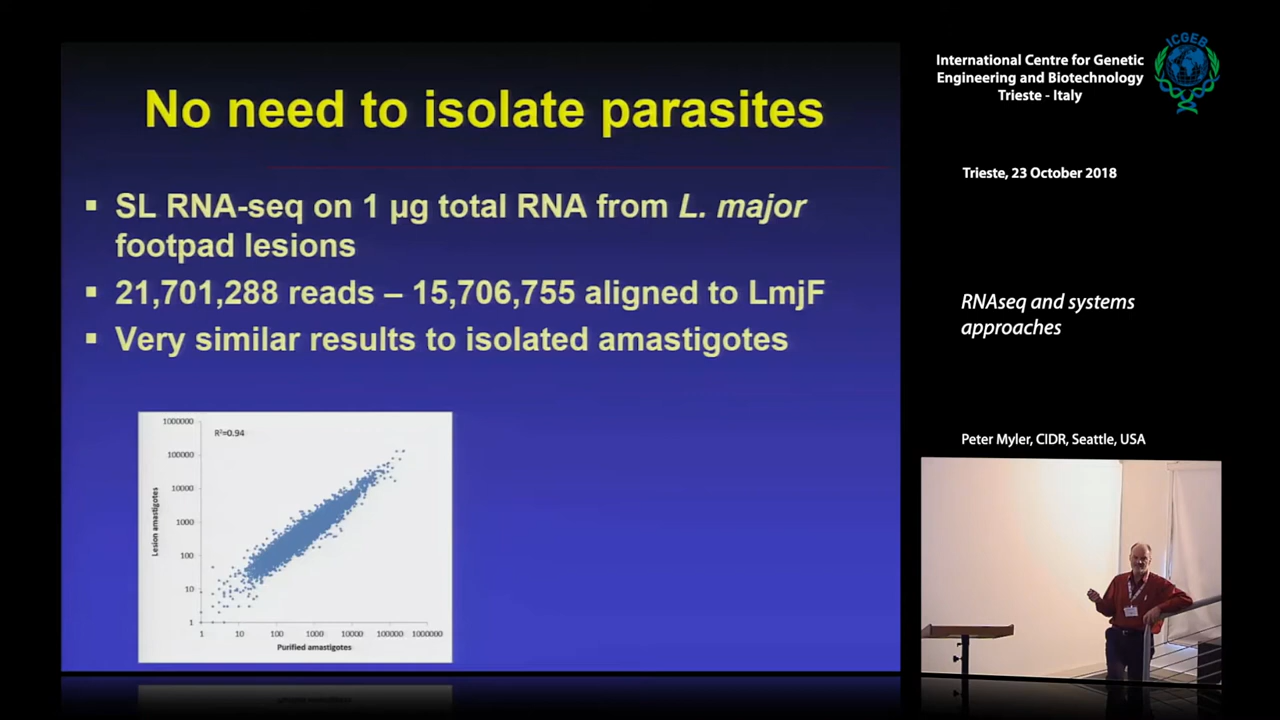 No need to isolate parasites
▪ SL RNA-seq on 1 µg total RNA from L. major
footpad lesions
▪ 21,701,288 reads – 15,706,755 aligned to LmjF
▪ Very similar results to isolated amastigotes
R²=0.94
1000000
100000
10000
1000
100
10
1
Lesion amastigotes
1 10 100 1000 10000 100000 1000000
Purified amastigotes
ICGEB
International Centre for Genetic
Engineering and Biotechnology
Trieste - Italy
Trieste, 23 October 2018
RNAseq and systems
approaches
Peter Myler, CIDR, Seattle, USA